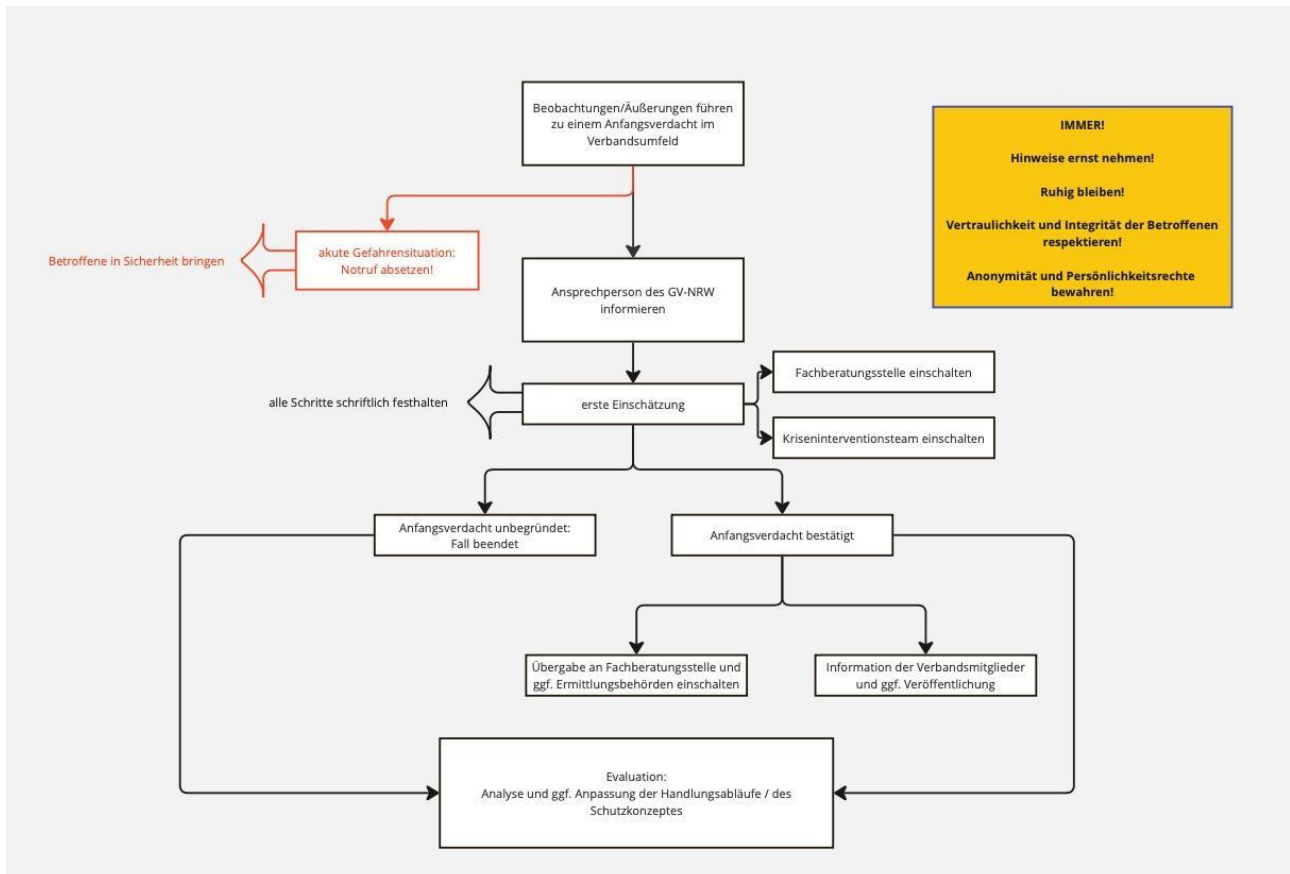 Beobachtungen/Äußerungen führen
zu einem Anfangsverdacht im
Verbandsumfeld
IMMER!
Hinweise ernst nehmen!
Ruhig bleiben!
Vertraulichkeit und Integrität der Betroffenen
respektieren!
Anonymität und Persönlichkeitsrechte
bewahren!
Betroffene in Sicherheit bringen
akute Gefahrensituation:
Notruf absetzen!
Ansprechperson des GV-NRW
informieren
alle Schritte schriftlich festhalten
erste Einschätzung
Fachberatungsstelle einschalten
Kriseninterventionsteam einschalten
Anfangsverdacht unbegründet:
Fall beendet
Anfangsverdacht bestätigt
Übergabe an Fachberatungsstelle und
ggf. Ermittlungsbehörden einschalten
Information der Verbandsmitglieder
und ggf. Veröffentlichung
Evaluation:
Analyse und ggf. Anpassung der Handlungsabläufe / des
Schutzkonzeptes